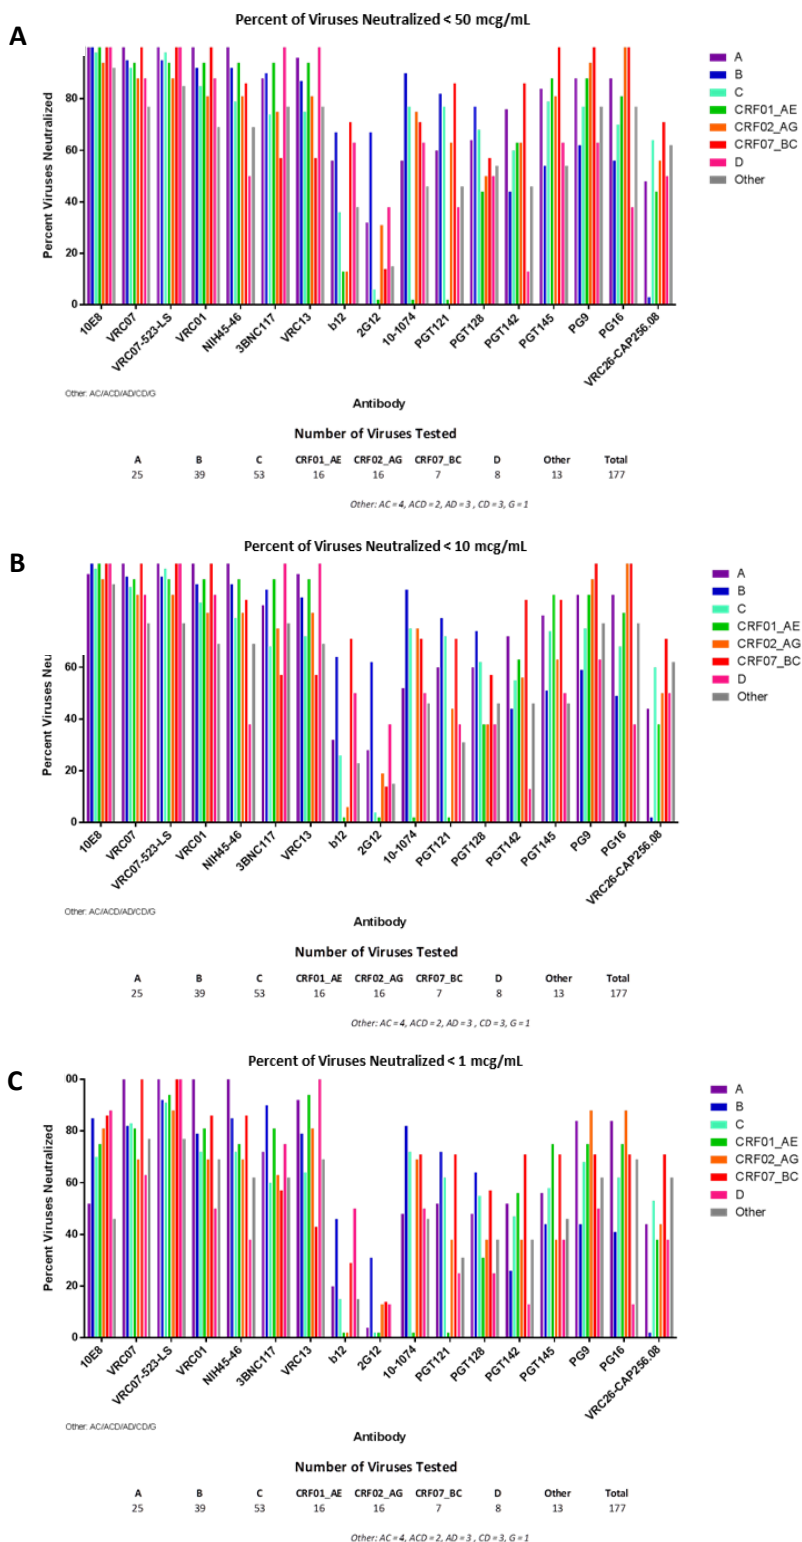 A
Percent of Viruses Neutralized < 50 mcg/mL
Percent Viruses Neutralized
80
60
40
20
0
10E8
VRC07
VRC07-523-LS
VRC01
NIH45-46
3BNC117
VRC13
b12
2G12
10-1074
PGT121
PGT128
PGT142
PGT145
PG9
PG16
VRC26-CAP256.08
A
B
C
CRF01_AE
CRF02_AG
CRF07_BC
D
Other
Other: AC/ACD/AD/CD/G
Antibody
Number of Viruses Tested
A B C CRF01_AE CRF02_AG CRF07_BC D Other Total
25 39 53 16 16 7 8 13 177
Other: AC = 4, ACD = 2, AD = 3 , CD = 3, G = 1
B
Percent of Viruses Neutralized < 10 mcg/mL
Percent Viruses Neu
60
40
20
0
10E8
VRC07
VRC07-523-LS
VRC01
NIH45-46
3BNC117
VRC13
b12
2G12
10-1074
PGT121
PGT128
PGT142
PGT145
PG9
PG16
VRC26-CAP256.08
A
B
C
CRF01_AE
CRF02_AG
CRF07_BC
D
Other
Other: AC/ACD/AD/CD/G
Antibody
Number of Viruses Tested
A B C CRF01_AE CRF02_AG CRF07_BC D Other Total
25 39 53 16 16 7 8 13 177
Other: AC = 4, ACD = 2, AD = 3 , CD = 3, G = 1
C
Percent of Viruses Neutralized < 1 mcg/mL
Percent Viruses Neutralized
00
80
60
40
20
0
10E8
VRC07
VRC07-523-LS
VRC01
NIH45-46
3BNC117
VRC13
b12
2G12
10-1074
PGT121
PGT128
PGT142
PGT145
PG9
PG16
VRC26-CAP256.08
A
B
C
CRF01_AE
CRF02_AG
CRF07_BC
D
Other
Other: AC/ACD/AD/CD/G
Antibody
Number of Viruses Tested
A B C CRF01_AE CRF02_AG CRF07_BC D Other Total
25 39 53 16 16 7 8 13 177
Other: AC = 4, ACD = 2, AD = 3 , CD = 3, G = 1